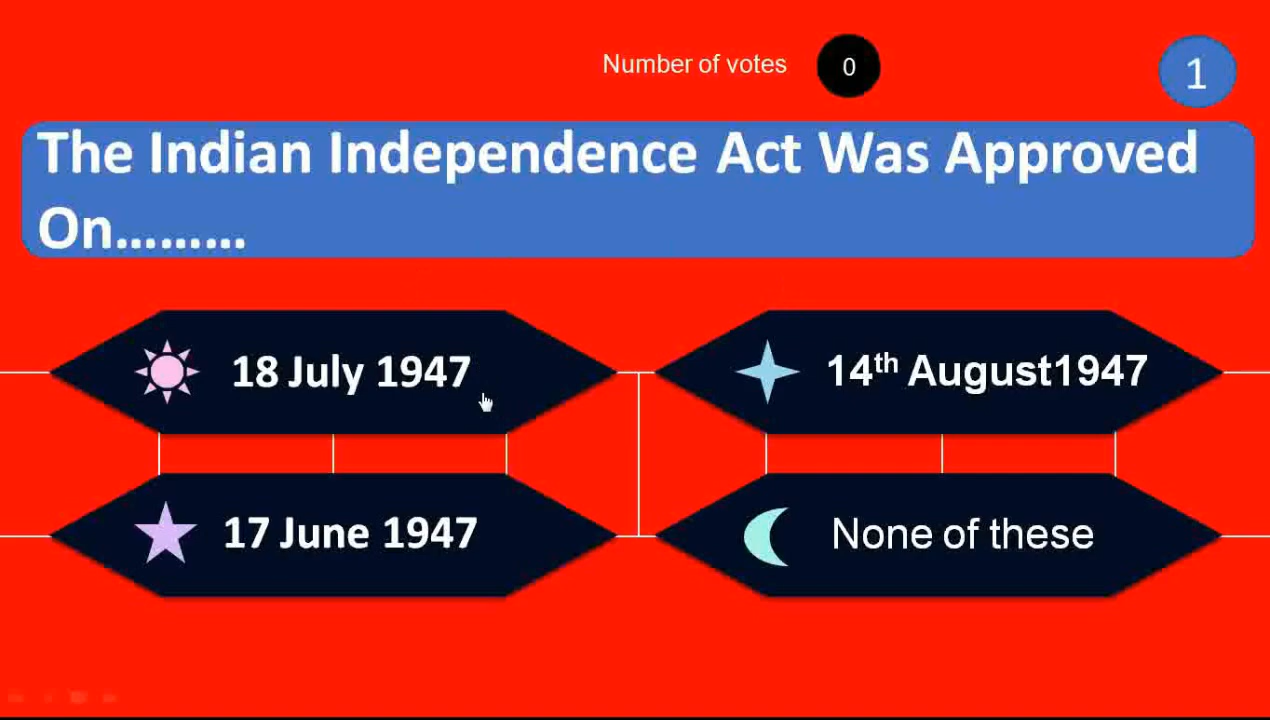 Number of votes 0
1
The Indian Independence Act Was Approved
On.........
18 July 1947
14th August1947
17 June 1947
None of these